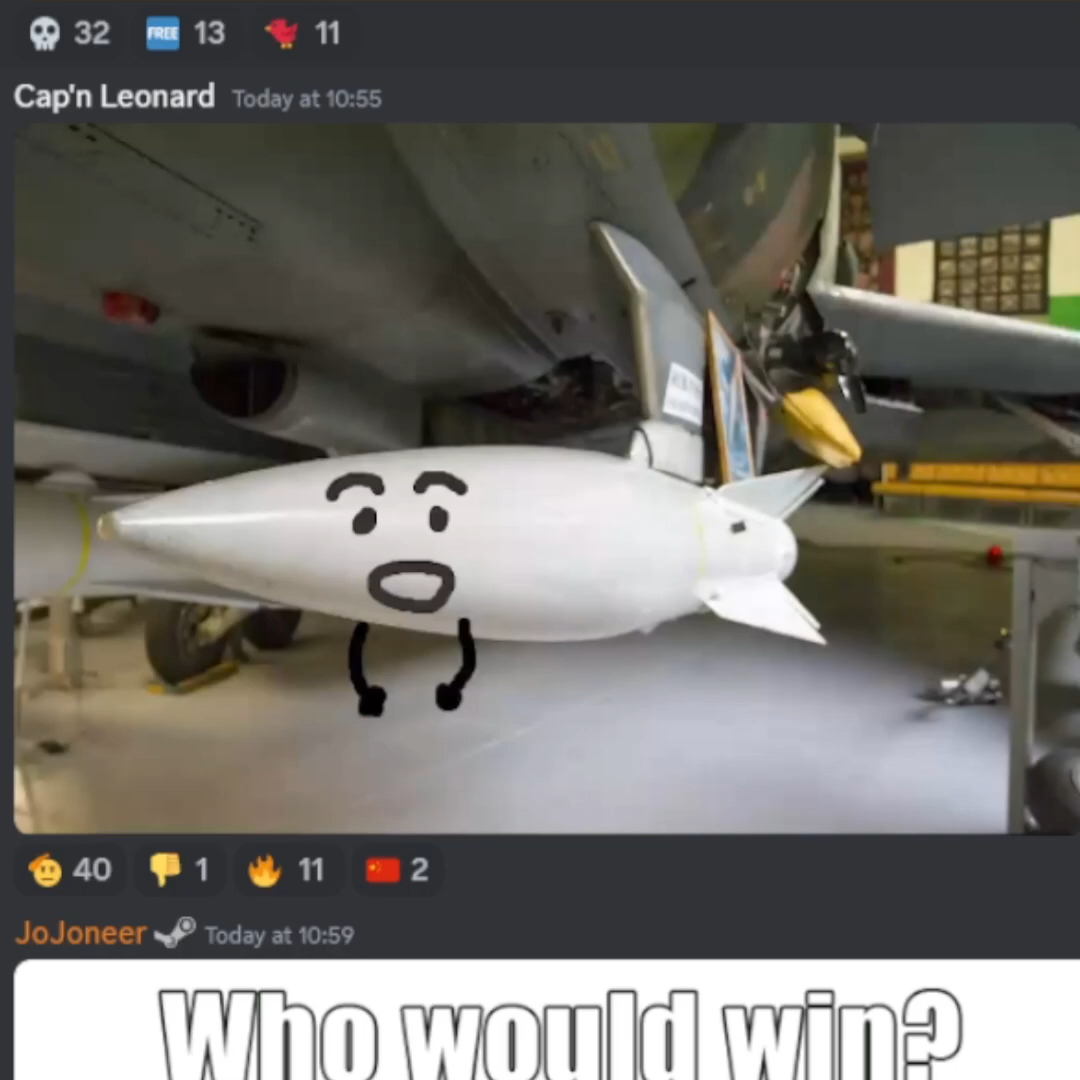 32 FREE 13 11
Cap'n Leonard Today at 10:55
40 1 11 2
JoJoneer Today at 10:59
Who would win?